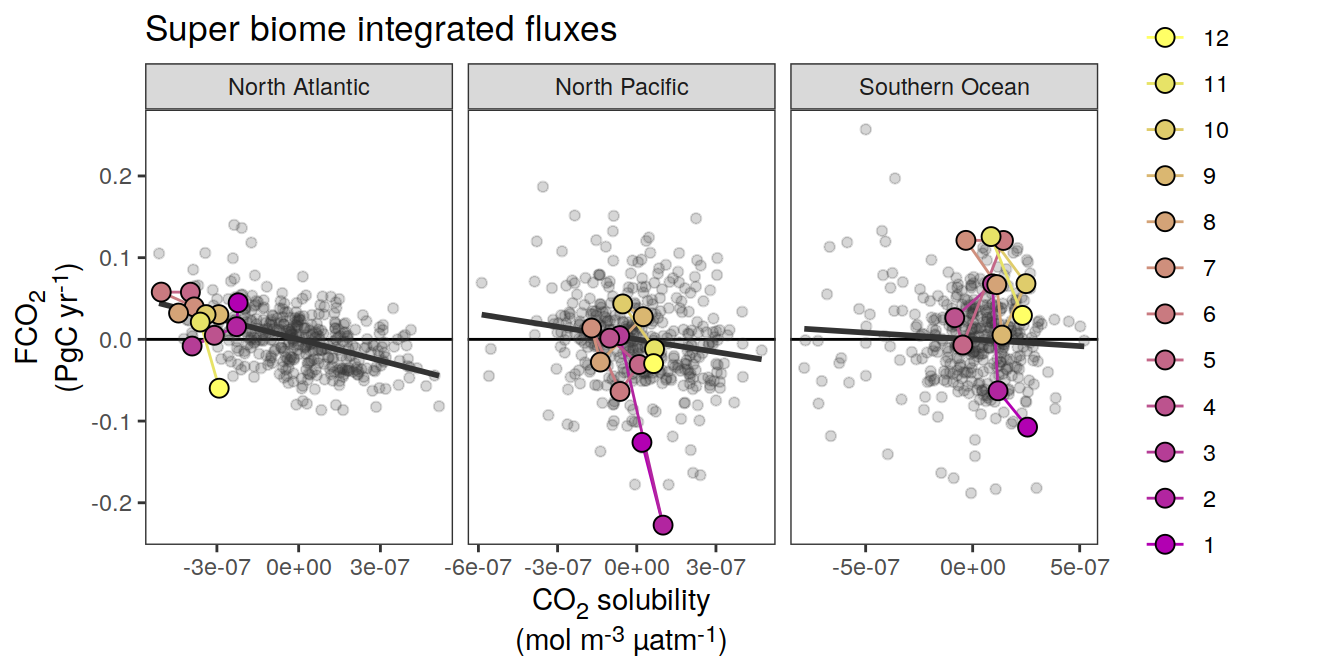 Super biome integrated fluxes
North Atlantic
North Pacific
Southern Ocean
FCO₂
(PgC yr⁻¹)
0.2
0.1
0.0
-0.1
-0.2
-3e-07 0e+00 3e-07
-6e-07 -3e-07 0e+00 3e-07
-5e-07 0e+00 5e-07
CO₂ solubility
(mol m⁻³ µatm⁻¹)
12
11
10
9
8
7
6
5
4
3
2
1